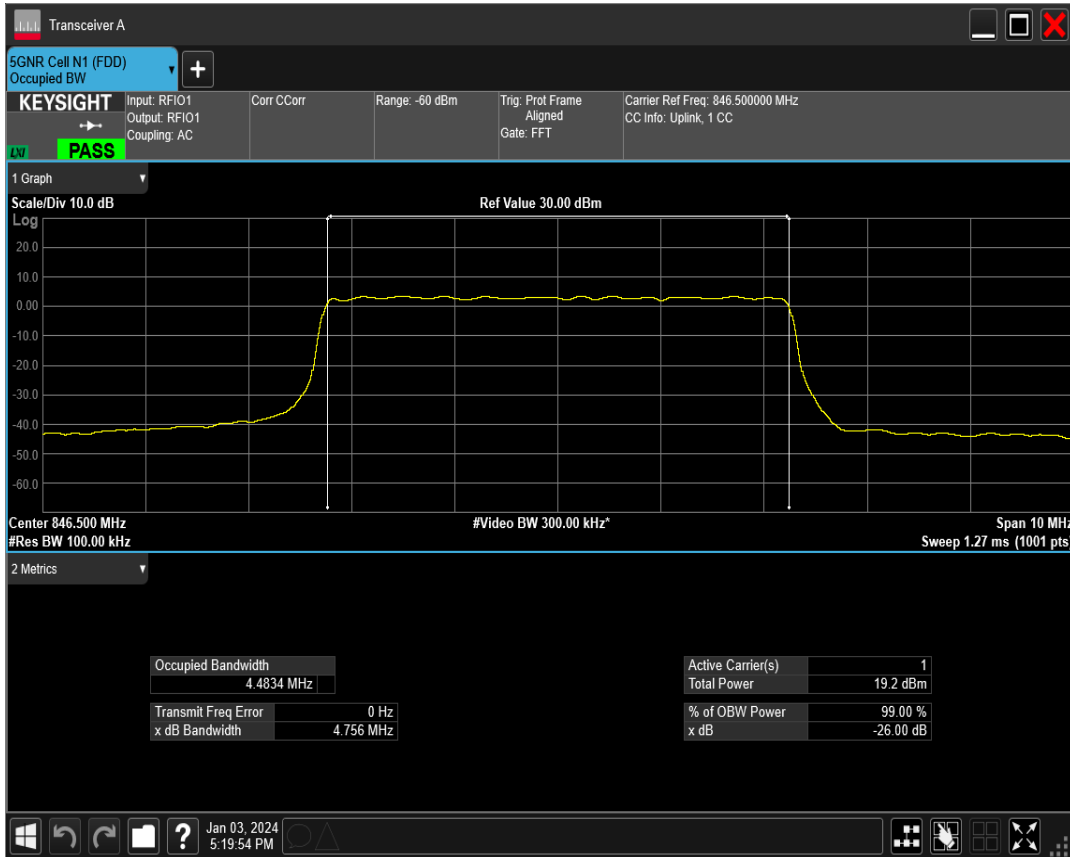 Transceiver A
5GNR Cell N1 (FDD)
Occupied BW
+
KEYSIGHT
LXI
PASS
Input: RFIO1
Output: RFIO1
Coupling: AC
Corr CCorr
Range: -60 dBm
Trig: Prot Frame
Aligned
Gate: FFT
Carrier Ref Freq: 846.500000 MHz
CC Info: Uplink, 1 CC
1 Graph
Scale/Div 10.0 dB
Ref Value 30.00 dBm
Log
20.0
10.0
0.00
-10.0
-20.0
-30.0
-40.0
-50.0
-60.0
Center 846.500 MHz
#Video BW 300.00 kHz*
Span 10 MHz
#Res BW 100.00 kHz
Sweep 1.27 ms (1001 pts)
2 Metrics
Occupied Bandwidth
4.4834 MHz
Transmit Freq Error 0 Hz
x dB Bandwidth 4.756 MHz
Active Carrier(s) 1
Total Power 19.2 dBm
% of OBW Power 99.00 %
x dB -26.00 dB
?
Jan 03, 2024
5:19:54 PM